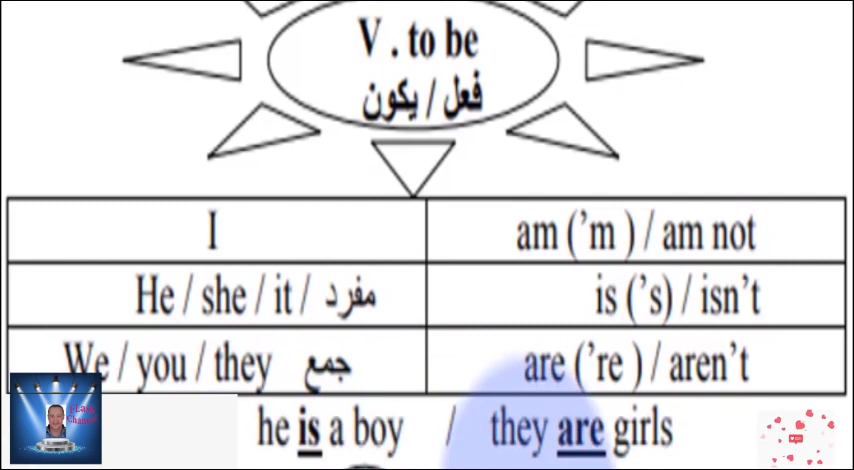 V . to be
فعل / يكون
I am ('m ) / am not
He / she / it / مفرد is ('s) / isn't
We / you / they جمع are ('re ) / aren't
he is a boy / they are girls
Channel